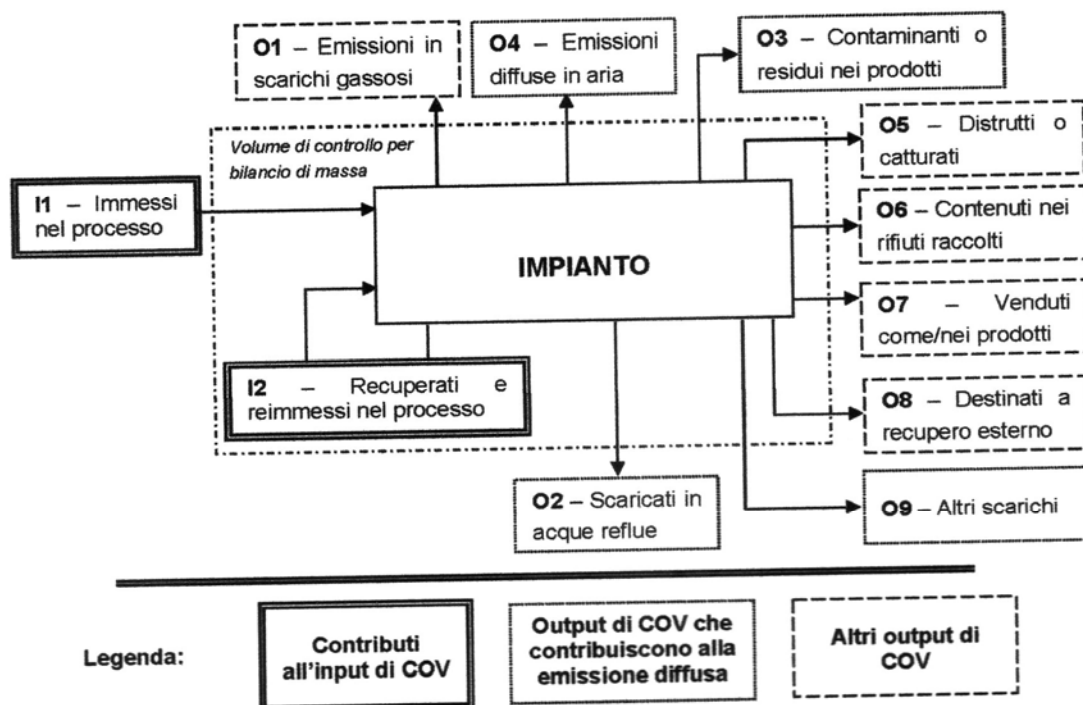 O1 – Emissioni in
scarichi gassosi
O4 – Emissioni
diffuse in aria
O3 – Contaminanti o
residui nei prodotti
Volume di controllo per
bilancio di massa
O5 – Distrutti o
catturati
I1 – Immessi
nel processo
O6 – Contenuti nei
rifiuti raccolti
IMPIANTO
O7 – Venduti
come/nei prodotti
I2 – Recuperati e
reimmessi nel processo
O8 – Destinati a
recupero esterno
O2 – Scaricati in
acque reflue
O9 – Altri scarichi
Legenda:
Contributi
all'input di COV
Output di COV che
contribuiscono alla
emissione diffusa
Altri output di
COV